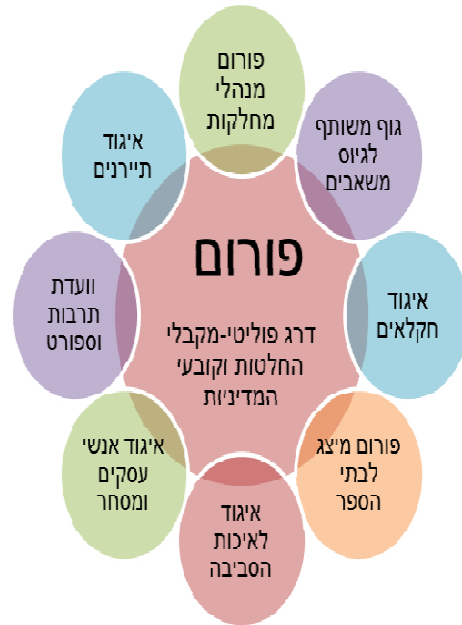 פורום
מנהלי
מחלקות
גוף משותף
לגיוס
משאבים
איגוד
חקלאים
פורום מיצג
לבתי
הספר
איגוד
לאיכות
הסביבה
איגוד אנשי
עסקים
ומסחר
וועדת
תרבות
וספורט
איגוד
תיירנים
פורום
דרג פוליטי-מקבלי
החלטות וקובעי
המדיניות